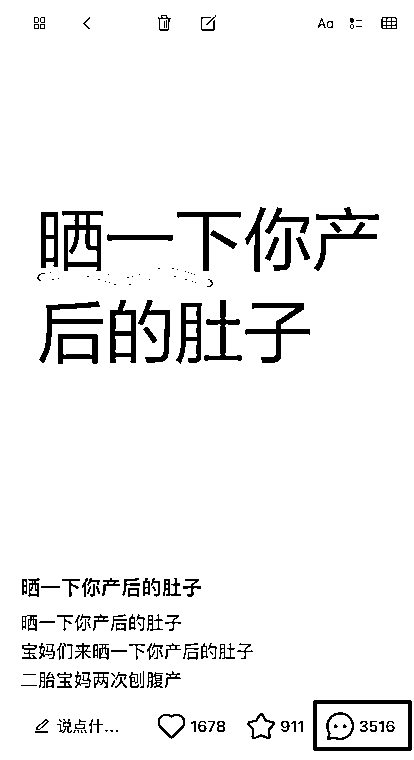 Aa
晒一下你产
后的肚子
晒一下你产后的肚子
晒一下你产后的肚子
宝妈们来晒一下你产后的肚子
二胎宝妈两次刨腹产
说点什... 1678 911 3516